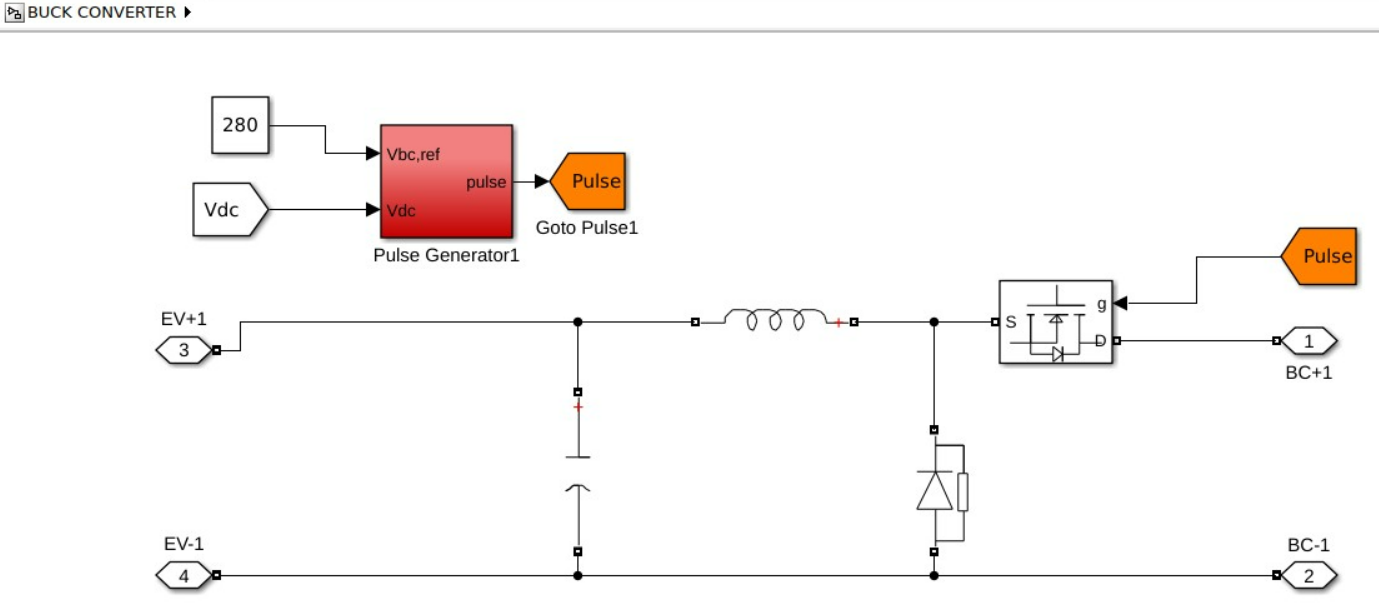 BUCK CONVERTER
280
Vbc,ref
pulse
Pulse
Vdc
Vdc
Goto Pulse1
Pulse Generator1
Pulse
EV+1
g
S
3
D
1
BC+1
EV-1
BC-1
4
2